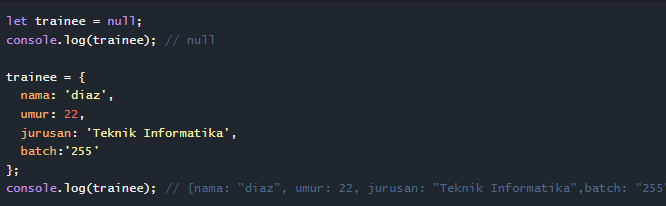 let trainee = null;
console.log(trainee); // null
trainee = {
nama: 'diaz',
umur: 22,
jurusan: 'Teknik Informatika',
batch:'255'
};
console.log(trainee); // {nama: "diaz", umur: 22, jurusan: "Teknik Informatika",batch: "255